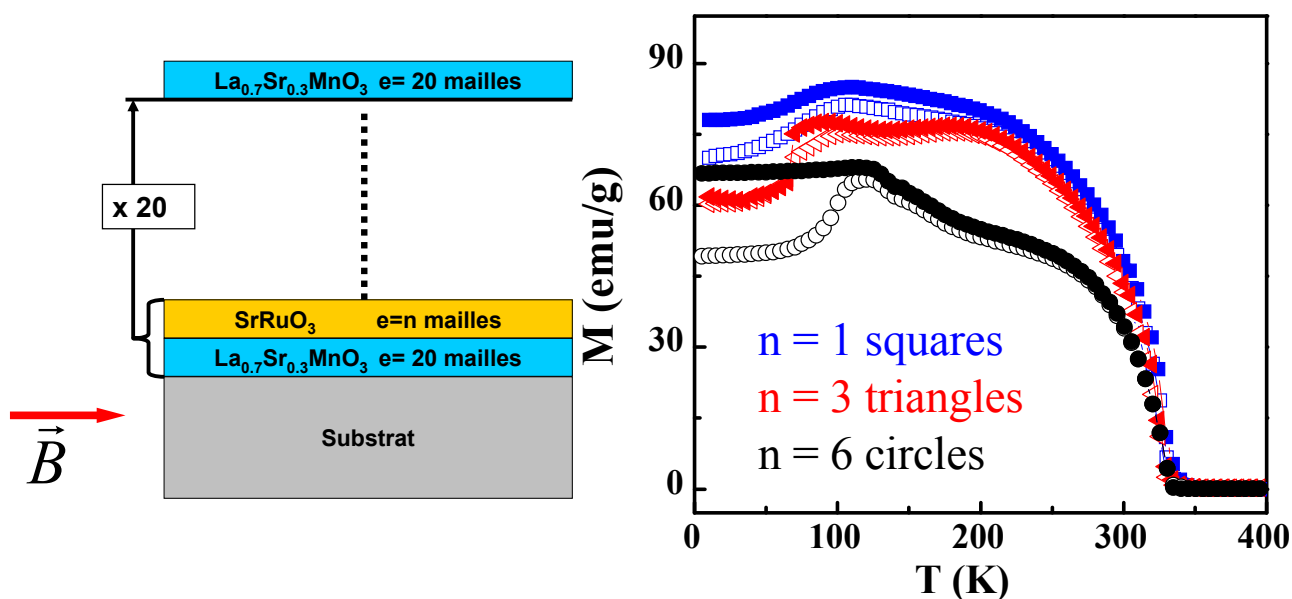 La0.7Sr0.3MnO3 e= 20 mailles
x 20
SrRuO3 e=n mailles
La0.7Sr0.3MnO3 e= 20 mailles
Substrat
B
M (emu/g)
90
60
30
0
n = 1 squares
n = 3 triangles
n = 6 circles
0 100 200 300 400
T (K)